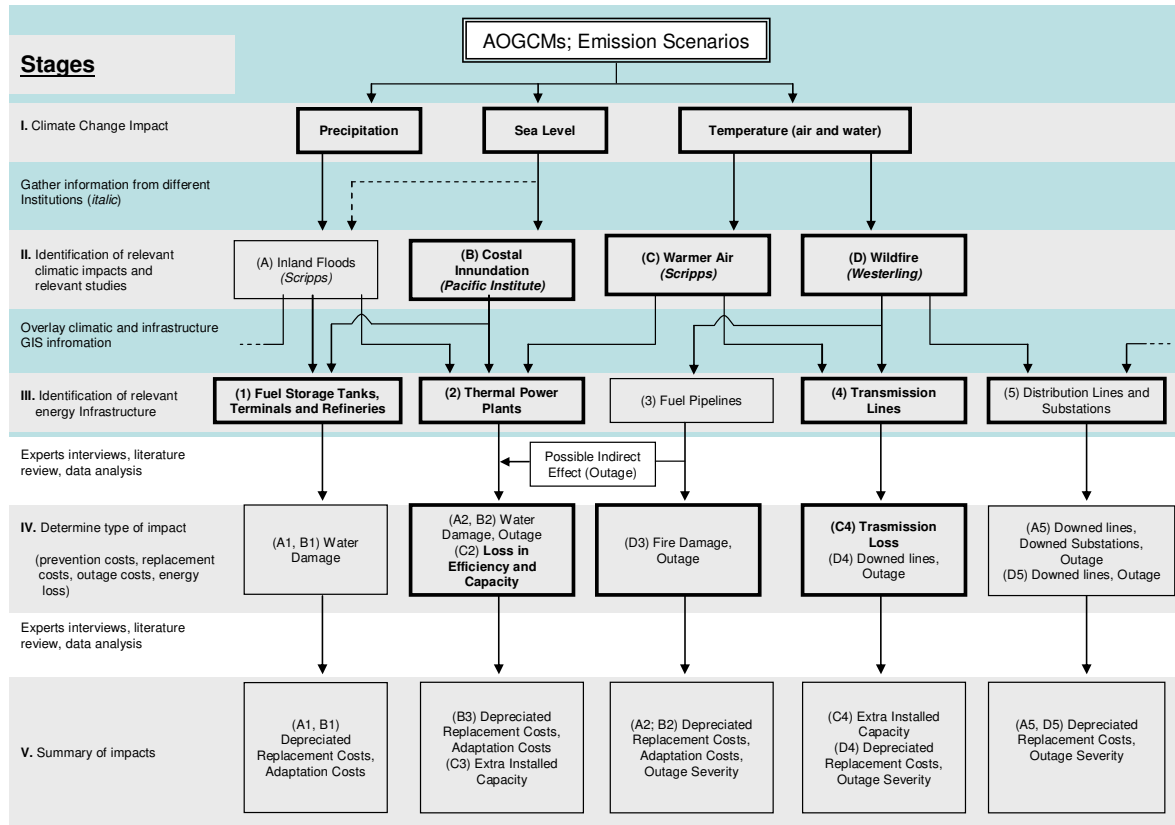 AOGCMs; Emission Scenarios
Stages
I. Climate Change Impact
Precipitation
Sea Level
Temperature (air and water)
Gather information from different
Institutions (italic)
II. Identification of relevant
climatic impacts and
relevant studies
(A) Inland Floods
(Scripps)
(B) Costal
Innundation
(Pacific Institute)
(C) Warmer Air
(Scripps)
(D) Wildfire
(Westerling)
Overlay climatic and infrastructure
GIS infromation
III. Identification of relevant
energy Infrastructure
(1) Fuel Storage Tanks,
Terminals and Refineries
(2) Thermal Power
Plants
(3) Fuel Pipelines
(4) Transmission
Lines
(5) Distribution Lines and
Substations
Experts interviews, literature
review, data analysis
Possible Indirect
Effect (Outage)
IV. Determine type of impact
(prevention costs, replacement
costs, outage costs, energy
loss)
(A1, B1) Water
Damage
(A2, B2) Water
Damage, Outage
(C2) Loss in
Efficiency and
Capacity)
(D3) Fire Damage,
Outage
(C4) Trasmission
Loss
(D4) Downed lines,
Outage
(A5) Downed lines,
Downed Substations,
Outage
(D5) Downed lines, Outage
Experts interviews, literature
review, data analysis
V. Summary of impacts
(A1, B1)
Depreciated
Replacement Costs,
Adaptation Costs
(B3) Depreciated
Replacement Costs,
Adaptation Costs
(C3) Extra Installed
Capacity
(A2; B2) Depreciated
Replacement Costs,
Adaptation Costs,
Outage Severity
(C4) Extra Installed
Capacity
(D4) Depreciated
Replacement Costs,
Outage Severity
(A5, D5) Depreciated
Replacement Costs,
Outage Severity